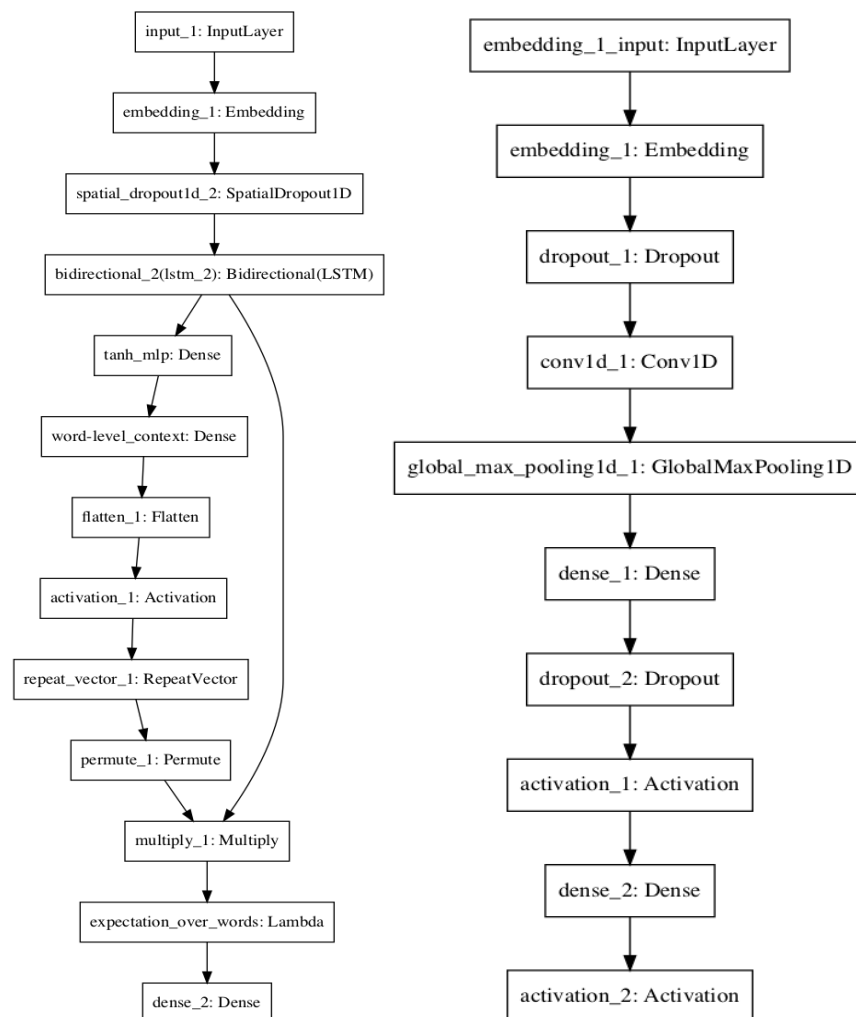 input_1: InputLayer
embedding_1: Embedding
spatial_dropout1d_2: SpatialDropout1D
bidirectional_2(lstm_2): Bidirectional(LSTM)
tanh_mlp: Dense
word-level_context: Dense
flatten_1: Flatten
activation_1: Activation
repeat_vector_1: RepeatVector
permute_1: Permute
multiply_1: Multiply
expectation_over_words: Lambda
dense_2: Dense
embedding_1_input: InputLayer
embedding_1: Embedding
dropout_1: Dropout
conv1d_1: Conv1D
global_max_pooling1d_1: GlobalMaxPooling1D
dense_1: Dense
dropout_2: Dropout
activation_1: Activation
dense_2: Dense
activation_2: Activation